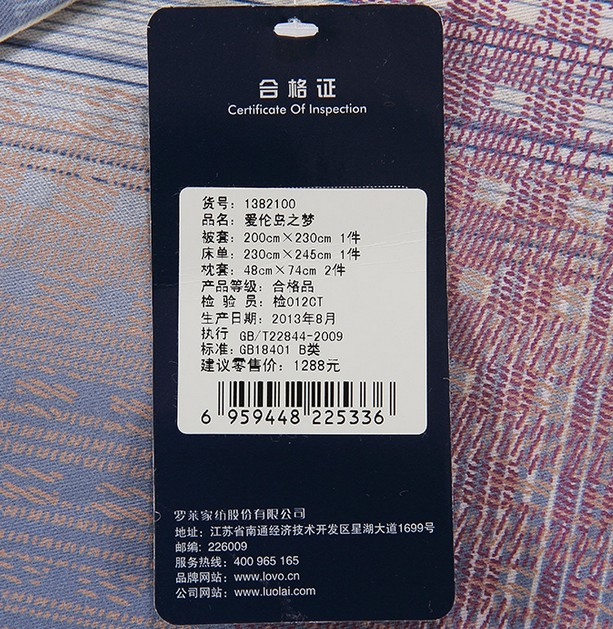 合格证
Certificate Of Inspection
货号：1382100
品名：爱伦岛之梦
被套：200cm×230cm 1件
床单：230cm×245cm 1件
枕套：48cm×74cm 2件
产品等级：合格品
检 验 员：检012CT
生产日期：2013年8月
执行 GB/T22844-2009
标准：GB18401 B类
建议零售价：1288元
6 959448 225336
罗莱家纺股份有限公司
地址：江苏省南通经济技术开发区星湖大道1699号
邮编: 226009
服务热线：400 965 165
品牌网站：www.lovo.cn
公司网站：www.luolai.com